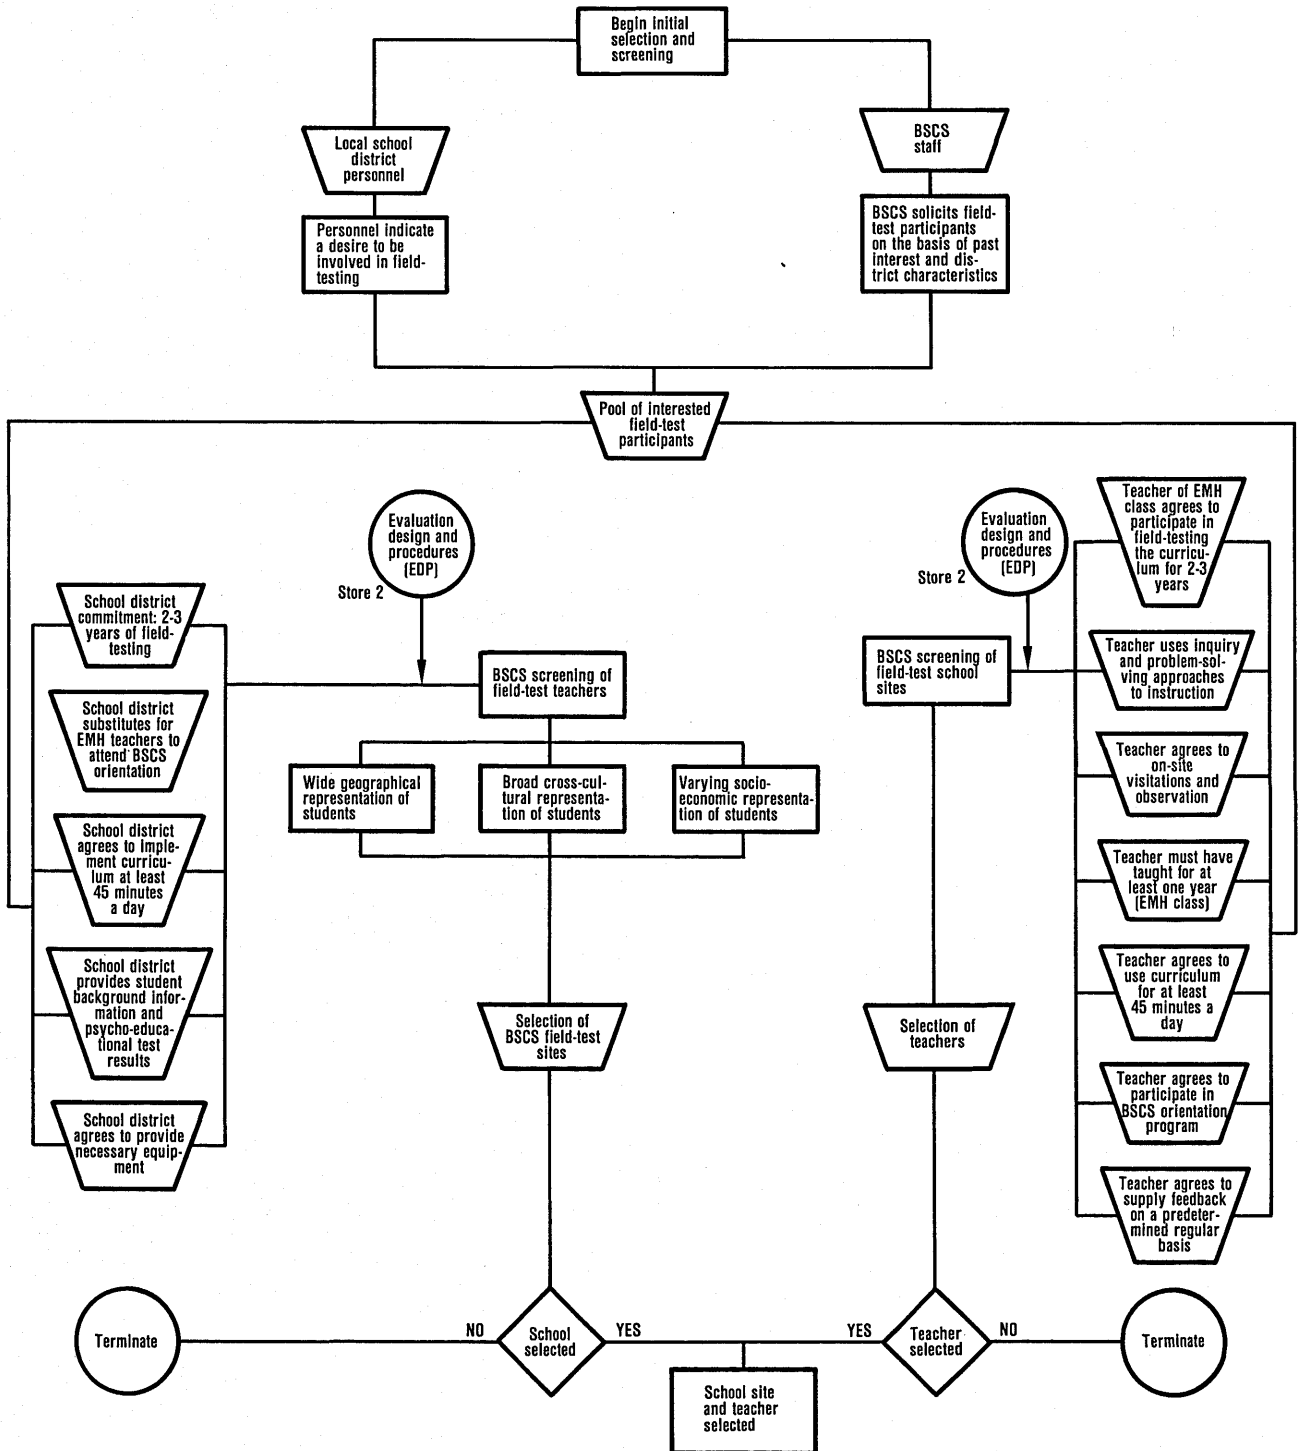 Begin initial
selection and
screening
Local school
district
personnel
BSCS
staff
Personnel indicate
a desire to be
involved in field-
testing
BSCS solicits field-
test participants
on the basis of past
interest and dis-
trict characteristics
Pool of interested
field-test
participants
Evaluation
design and
procedures
(EDP)
Store 2
Evaluation
design and
procedures
(EDP)
Store 2
School district
commitment: 2-3
years of field-
testing
School district
substitutes for
EMH teachers to
attend BSCS
orientation
School district
agrees to imple-
ment curricu-
lum at least
45 minutes
a day
School district
provides student
background infor-
mation and
psycho-educa-
tional test
results
School district
agrees to provide
necessary equip-
ment
BSCS screening of
field-test teachers
Wide geographical
representation of
students
Broad cross-cul-
tural representa-
tion of students
Varying socio-
economic representa-
tion of students
Selection of
BSCS field-test
sites
BSCS screening of
field-test school
sites
Selection of
teachers
Teacher of EMH
class agrees to
participate in
field-testing
the curricu-
lum for 2-3
years
Teacher uses inquiry
and problem-sol-
ving approaches
to instruction
Teacher agrees to
on-site
visitations and
observation
Teacher must have
taught for at
least one year
(EMH class)
Teacher agrees to
use curriculum
for at least
45 minutes a
day
Teacher agrees to
participate in
BSCS orientation
program
Teacher agrees to
supply feedback
on a predeter-
mined regular
basis
Terminate
NO
School
selected
YES
YES
Teacher
selected
NO
Terminate
School site
and teacher
selected